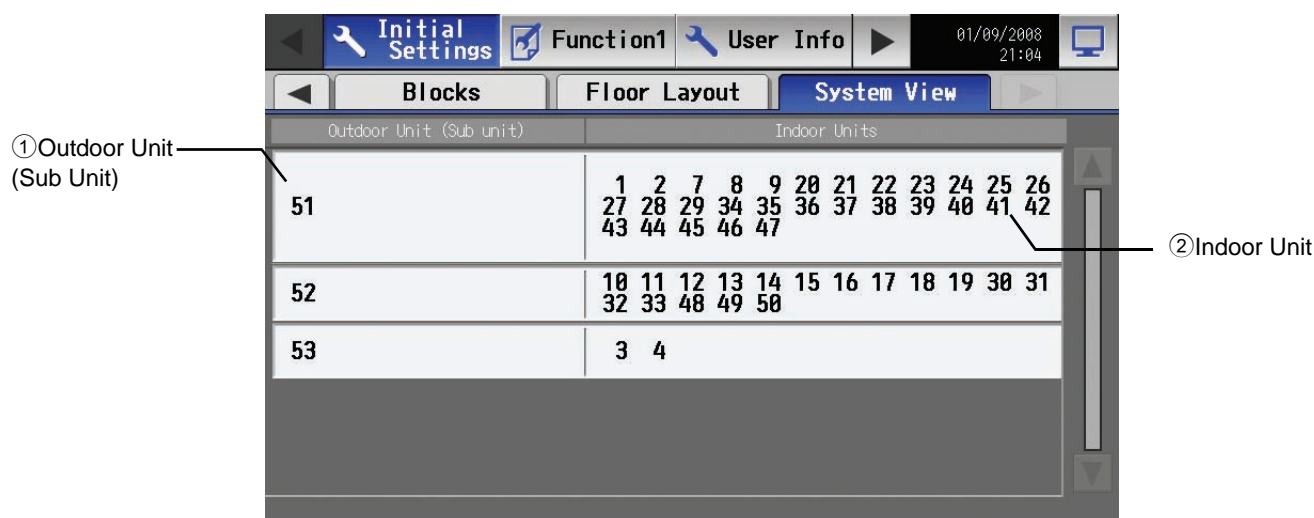 Initial Settings Function1 User Info 01/09/2008 21:04
Blocks Floor Layout System View
Outdoor Unit (Sub unit) Indoor Units
①Outdoor Unit
(Sub Unit)
51
1 2 7 8 9 20 21 22 23 24 25 26
27 28 29 34 35 36 37 38 39 40 41 42
43 44 45 46 47
②Indoor Unit
52
10 11 12 13 14 15 16 17 18 19 30 31
32 33 48 49 50
53
3 4